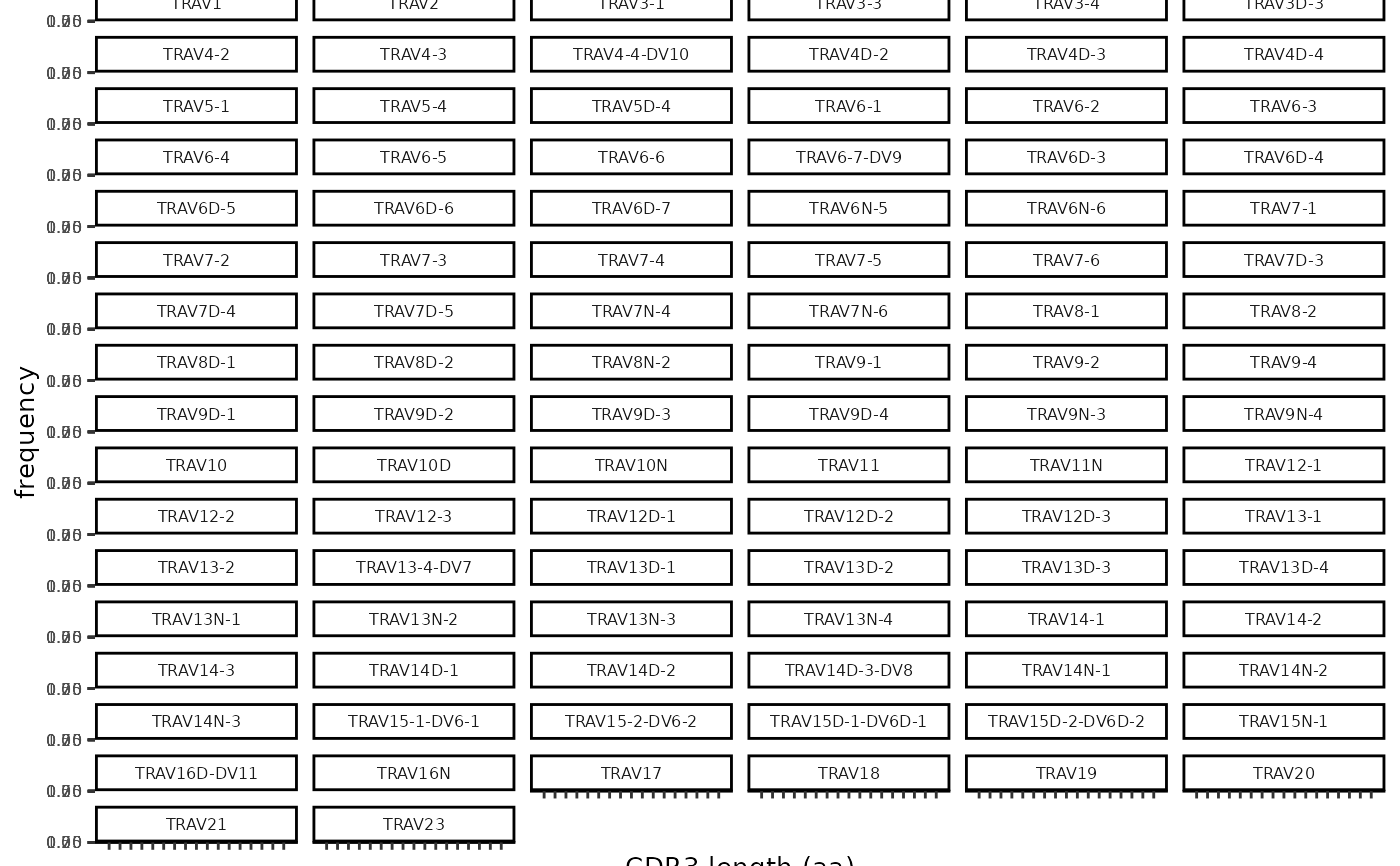 TRAV1 TRAV2 TRAV3-1 TRAV3-3 TRAV3-4 TRAV3D-3
TRAV4-2 TRAV4-3 TRAV4-4-DV10 TRAV4D-2 TRAV4D-3 TRAV4D-4
TRAV5-1 TRAV5-4 TRAV5D-4 TRAV6-1 TRAV6-2 TRAV6-3
TRAV6-4 TRAV6-5 TRAV6-6 TRAV6-7-DV9 TRAV6D-3 TRAV6D-4
TRAV6D-5 TRAV6D-6 TRAV6D-7 TRAV6N-5 TRAV6N-6 TRAV7-1
TRAV7-2 TRAV7-3 TRAV7-4 TRAV7-5 TRAV7-6 TRAV7D-3
TRAV7D-4 TRAV7D-5 TRAV7N-4 TRAV7N-6 TRAV8-1 TRAV8-2
TRAV8D-1 TRAV8D-2 TRAV8N-2 TRAV9-1 TRAV9-2 TRAV9-4
TRAV9D-1 TRAV9D-2 TRAV9D-3 TRAV9D-4 TRAV9N-3 TRAV9N-4
frequency
TRAV10 TRAV10D TRAV10N TRAV11 TRAV11N TRAV12-1
TRAV12-2 TRAV12-3 TRAV12D-1 TRAV12D-2 TRAV12D-3 TRAV13-1
TRAV13-2 TRAV13-4-DV7 TRAV13D-1 TRAV13D-2 TRAV13D-3 TRAV13D-4
TRAV13N-1 TRAV13N-2 TRAV13N-3 TRAV13N-4 TRAV14-1 TRAV14-2
TRAV14-3 TRAV14D-1 TRAV14D-2 TRAV14D-3-DV8 TRAV14N-1 TRAV14N-2
TRAV14N-3 TRAV15-1-DV6-1 TRAV15-2-DV6-2 TRAV15D-1-DV6D-1 TRAV15D-2-DV6D-2 TRAV15N-1
TRAV16D-DV11 TRAV16N TRAV17 TRAV18 TRAV19 TRAV20
TRAV21 TRAV23
CDR3 length (aa)